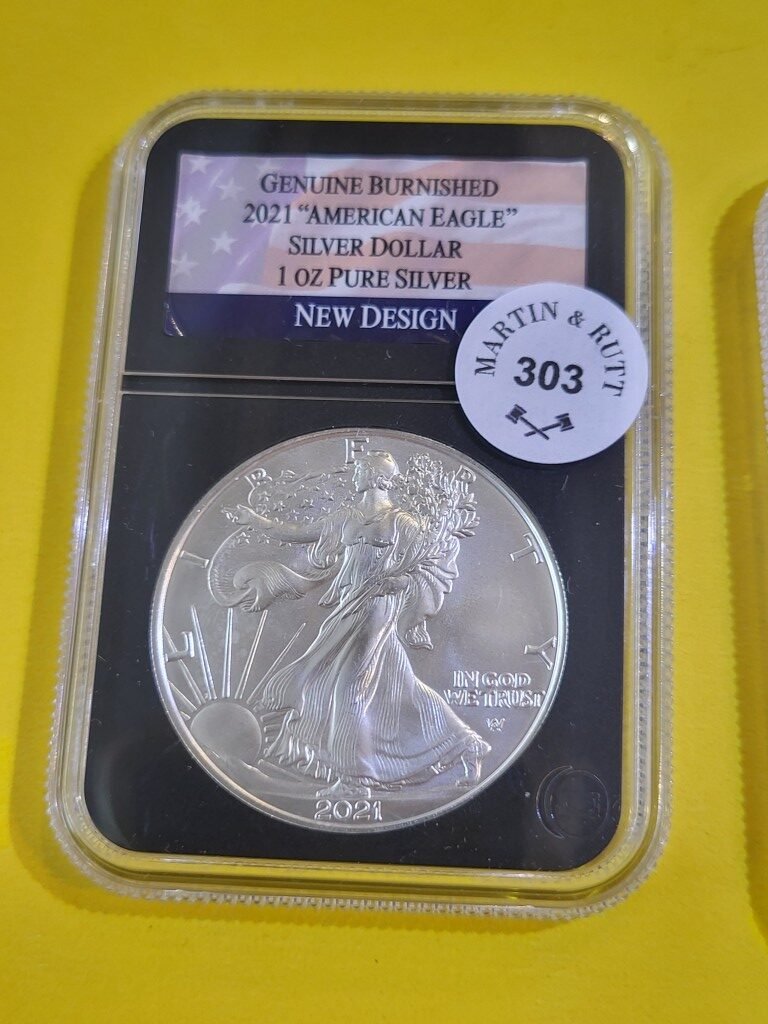 GENUINE BURNISHED
2021 “AMERICAN EAGLE”
SILVER DOLLAR
1 OZ PURE SILVER
NEW DESIGN
MARTIN & RUTT
303
LIBERTY
IN GOD
WE TRUST
2021